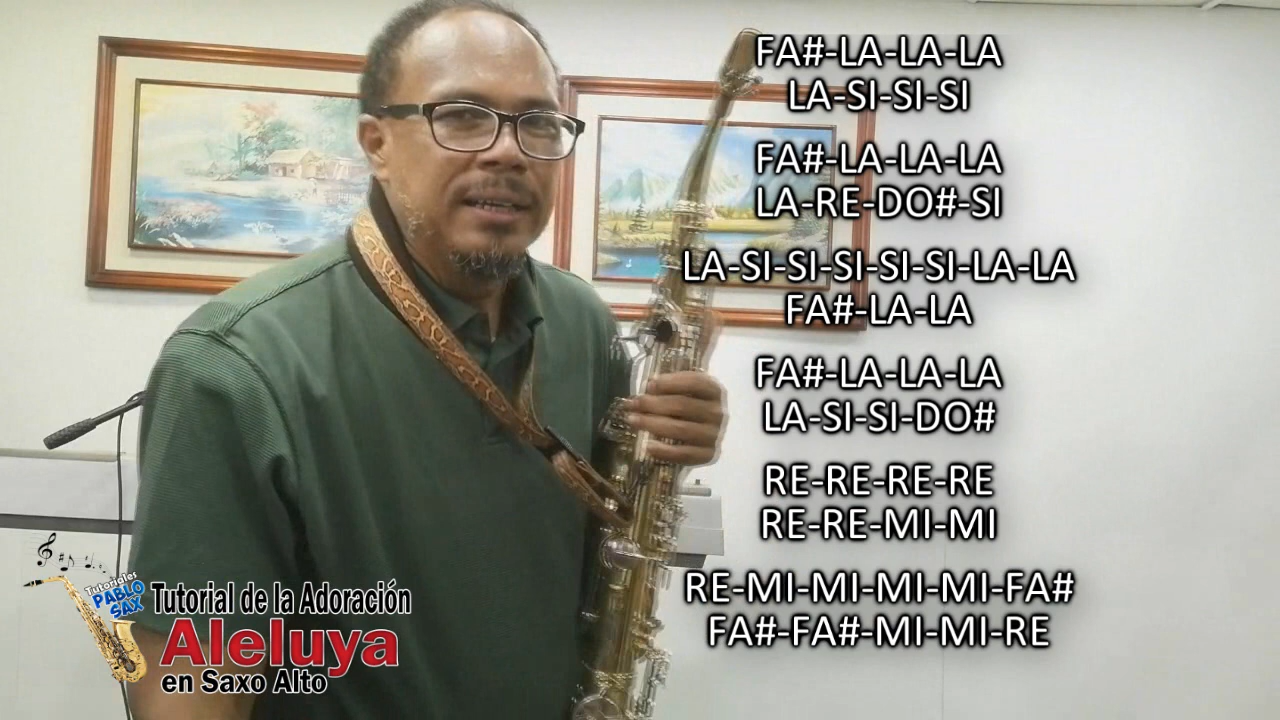 FA#-LA-LA-LA
LA-SI-SI-SI
FA#-LA-LA-LA
LA-RE-DO#-SI
LA-SI-SI-SI-SI-SI-LA-LA
FA#-LA-LA
FA#-LA-LA-LA
LA-SI-SI-DO#
RE-RE-RE-RE
RE-RE-MI-MI
RE-MI-MI-MI-MI-FA#
FA#-FA#-MI-MI-RE
Tutoriales
PABLO
SAX
Tutorial de la Adoración
Aleluya
en Saxo Alto